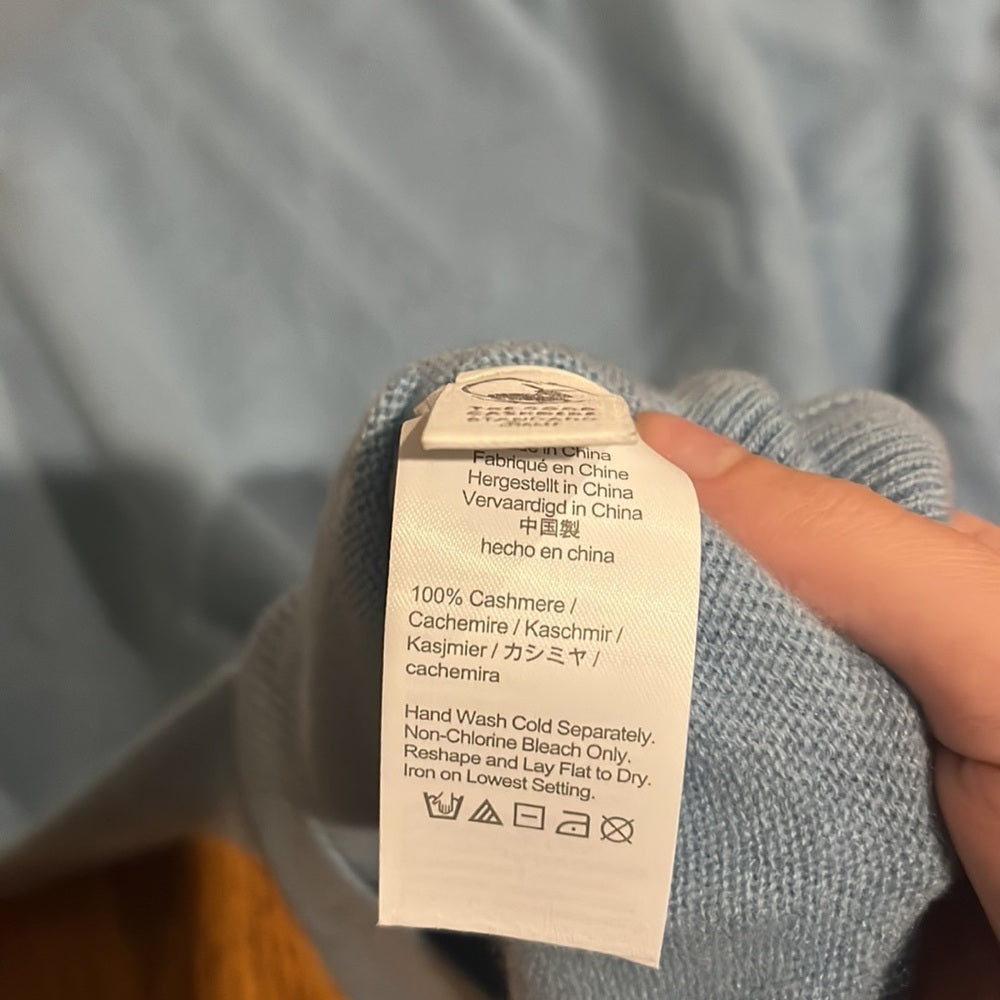 in China
Fabriqué en Chine
Hergestellt in China
Vervaardigd in China
中国製
hecho en china
100% Cashmere /
Cachemire / Kaschmir /
Kasjmier / カシミヤ /
cachemira
Hand Wash Cold Separately.
Non-Chlorine Bleach Only.
Reshape and Lay Flat to Dry.
Iron on Lowest Setting.